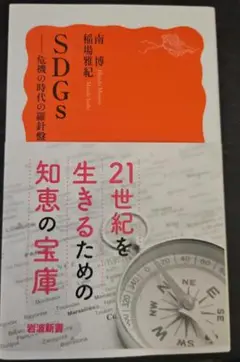 SDGs
──危機の時代の羅針盤
南 博
稲場雅紀
21世紀を
生きるための
知恵の宝庫
岩波新書